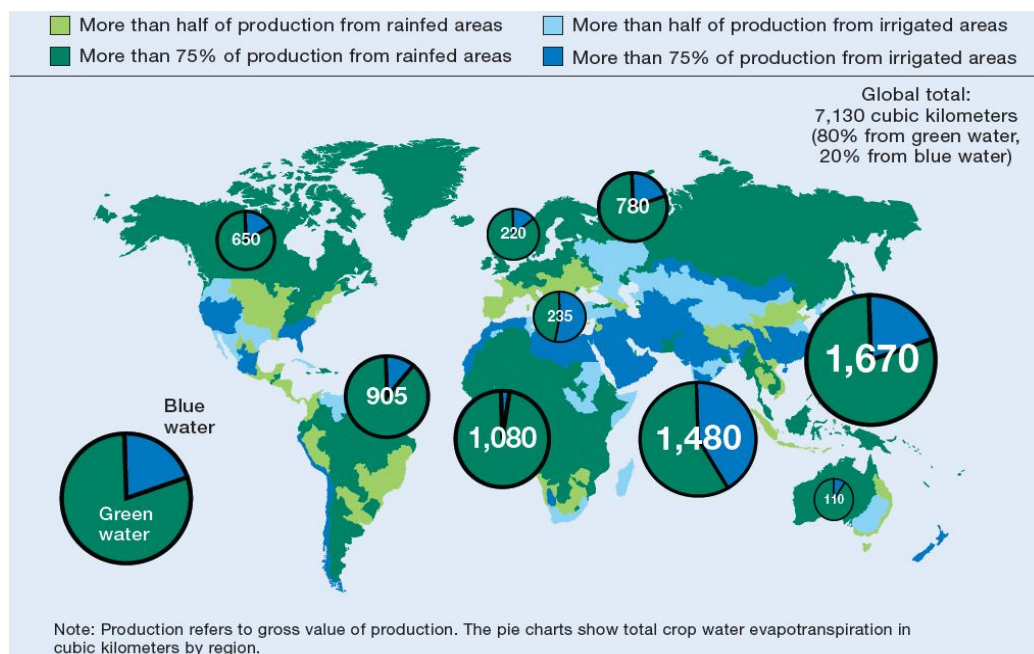 More than half of production from rainfed areas
More than half of production from irrigated areas
More than 75% of production from rainfed areas
More than 75% of production from irrigated areas
Global total:
7,130 cubic kilometers
(80% from green water,
20% from blue water)
780
650
220
235
1,670
905
1,080
1,480
Blue
water
110
Green
water
Note: Production refers to gross value of production. The pie charts show total crop water evapotranspiration in
cubic kilometers by region.